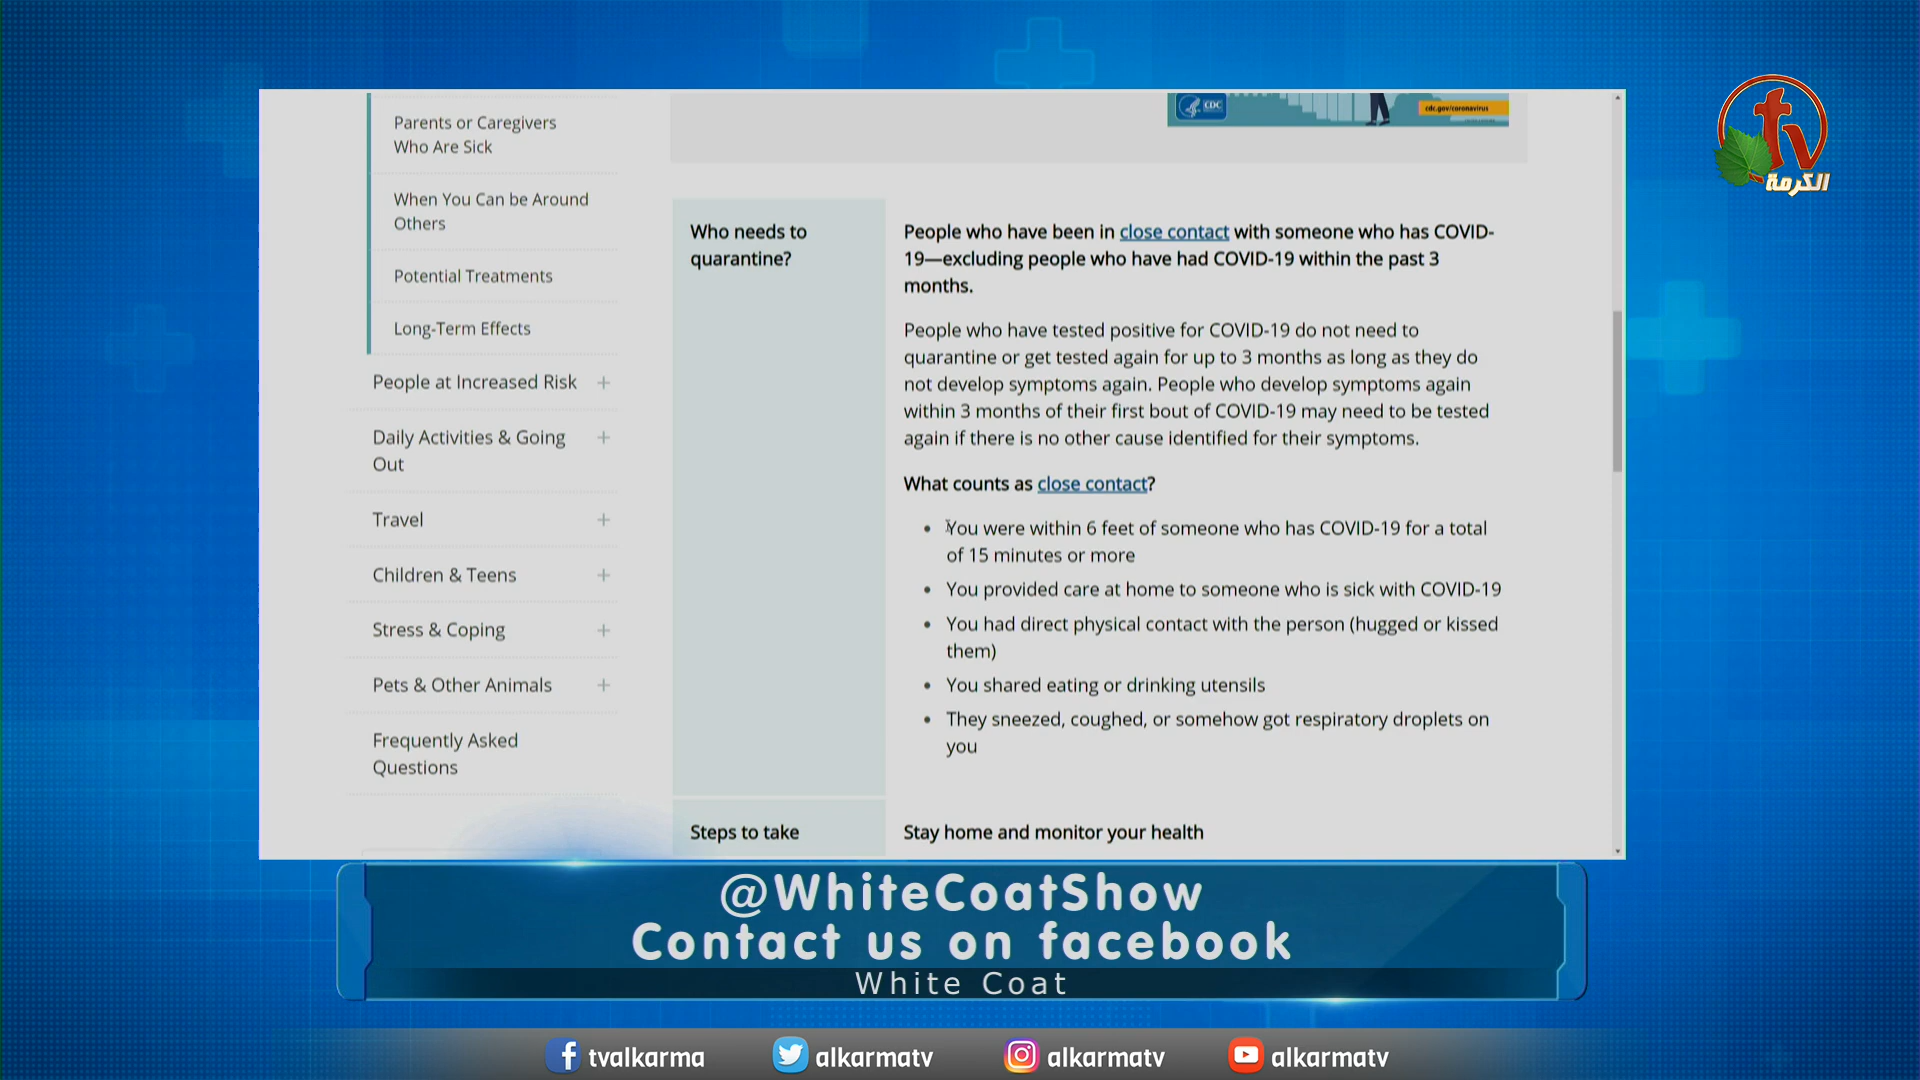 Parents or Caregivers
Who Are Sick
When You Can be Around
Others
Potential Treatments
Long-Term Effects
People at Increased Risk +
Daily Activities & Going +
Out
Travel +
Children & Teens +
Stress & Coping +
Pets & Other Animals +
Frequently Asked
Questions
CDC
cdc.gov/coronavirus
Who needs to
quarantine?
People who have been in close contact with someone who has COVID-
19—excluding people who have had COVID-19 within the past 3
months.
People who have tested positive for COVID-19 do not need to
quarantine or get tested again for up to 3 months as long as they do
not develop symptoms again. People who develop symptoms again
within 3 months of their first bout of COVID-19 may need to be tested
again if there is no other cause identified for their symptoms.
What counts as close contact?
• You were within 6 feet of someone who has COVID-19 for a total
of 15 minutes or more
• You provided care at home to someone who is sick with COVID-19
• You had direct physical contact with the person (hugged or kissed
them)
• You shared eating or drinking utensils
• They sneezed, coughed, or somehow got respiratory droplets on
you
Steps to take
Stay home and monitor your health
tv
الكرمة
@WhiteCoatShow
Contact us on facebook
White Coat
tvalkarma
alkarmatv
alkarmatv
alkarmatv